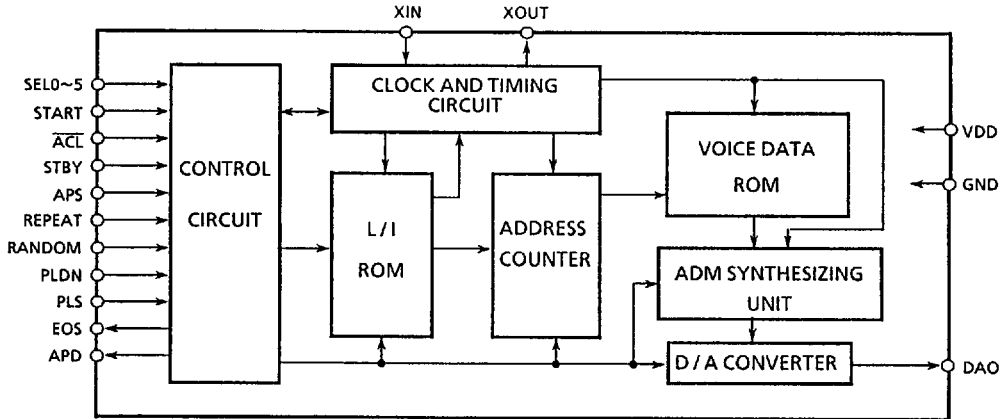 XIN
XOUT
SEL0~5
START
ACL
STBY
APS
REPEAT
RANDOM
PLDN
PLS
EOS
APD
CONTROL
CIRCUIT
CLOCK AND TIMING
CIRCUIT
L/I
ROM
ADDRESS
COUNTER
VOICE DATA
ROM
ADM SYNTHESIZING
UNIT
D/A CONVERTER
VDD
GND
DAO